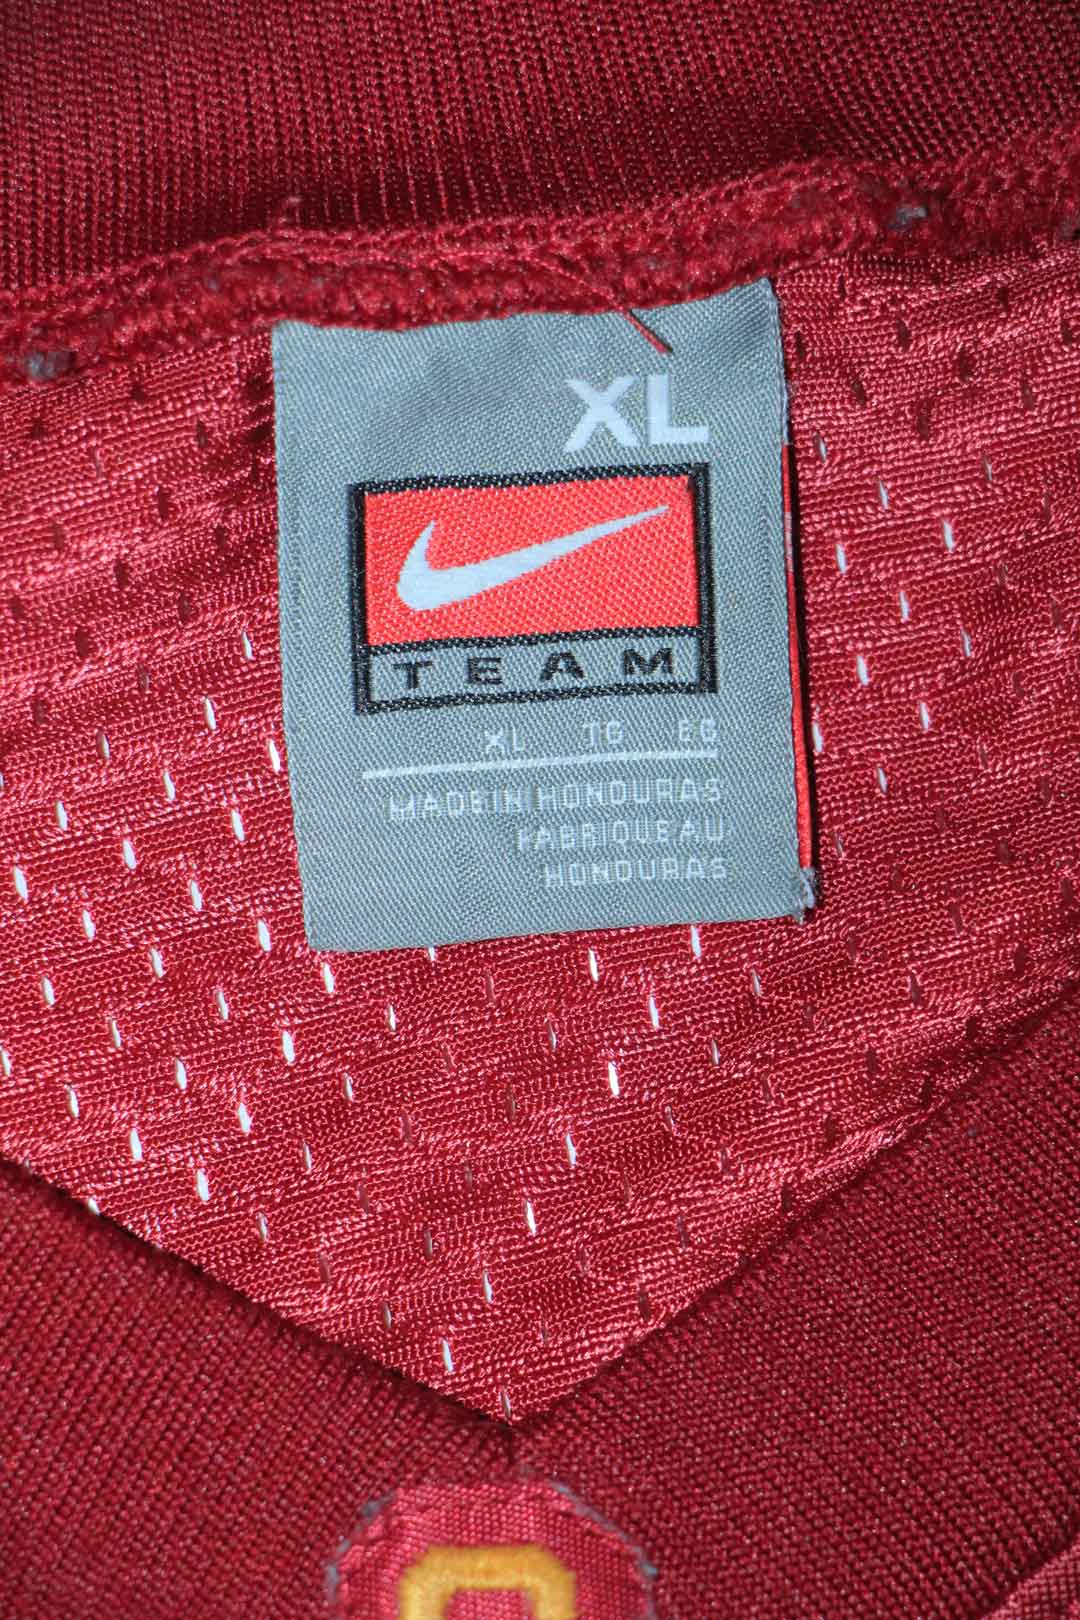 XL
TEAM
XL TG EG
MADE IN HONDURAS
FABRIQUE AU
HONDURAS